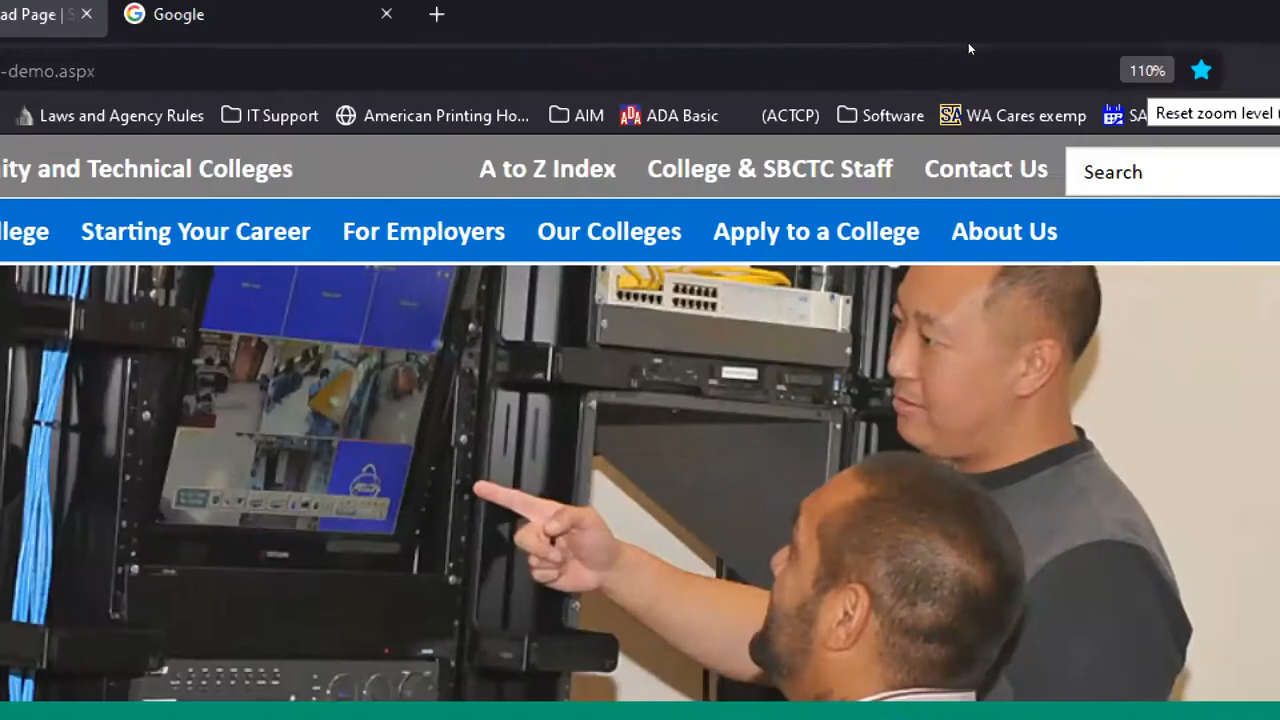 ad Page | S
Google
-demo.aspx
110%
Laws and Agency Rules IT Support American Printing Ho... AIM ADA Basic (ACTCP) Software SA WA Cares exemp SA
Reset zoom level
ity and Technical Colleges A to Z Index College & SBCTC Staff Contact Us Search
llege Starting Your Career For Employers Our Colleges Apply to a College About Us